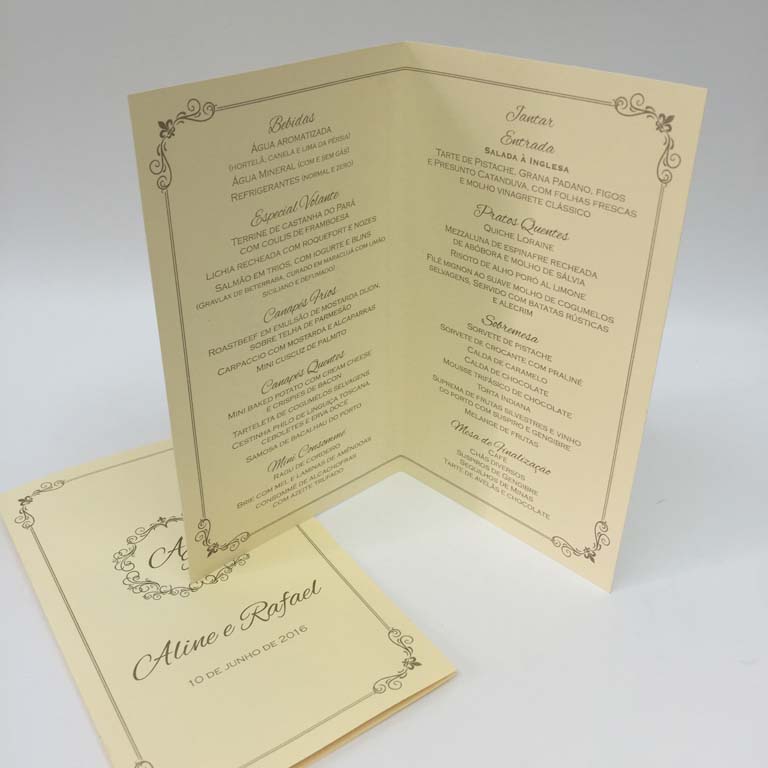 Bebidas
Água aromatizada
(hortelã, canela e lima da pérsa)
Água Mineral (com e sem gás)
Refrigerantes (normal e zero)
Especial Volante
Terrine de castanha do Pará
com coulis de framboesa
Lichia recheada com roquefort e nozes
Salmão em trios, com iogurte e blins
(Gravlax de beterraba, curado em maracujá com limão
siciliano e defumado)
Canapés Frios
Roastbeef em emulsão de mostarda dijon,
sobre telha de parmesão
Carpaccio com mostarda e alcaparras
Mini cuscuz de palmito
Canapés Quentes
Mini baked potato com cream cheese
e crispies de bacon
Tarteleta de cogumelos selvagens
Cestinha philo de linguiça toscana,
ceboletes e erva doce
Samosa de bacalhau do porto
Mini Consommé
Ragu de cordeiro
Brie com mel e laminas de amêndoas
consommê de alcachofras
com azeite trufado
Jantar
Entrada
Salada à Inglesa
Tarte de Pistache, Grana Padano, figos
e Presunto Catanduva, com folhas frescas
e molho vinagrete clássico
Pratos Quentes
Quiche Loraine
Mezzaluna de espinafre recheada
de abóbora e molho de sálvia
Risoto de alho poró al limone
Filé mignon ao suave molho de cogumelos
selvagens, Servido com batatas rústicas
e alecrim
Sobremesa
Sorvete de pistache
Sorvete de crocante com praliné
Calda de caramelo
Calda de chocolate
Mousse trifásico de chocolate
Torta indiana
Suprema de frutas silvestres e vinho
do porto com suspiro e gengibre
Melange de frutas
Mesa de Finalização
Café
Chás diversos
Suspiros de Gengibre
Sequilhos de Minas
Tarte de avelãs e chocolate
Aline e Rafael
10 de junho de 2016